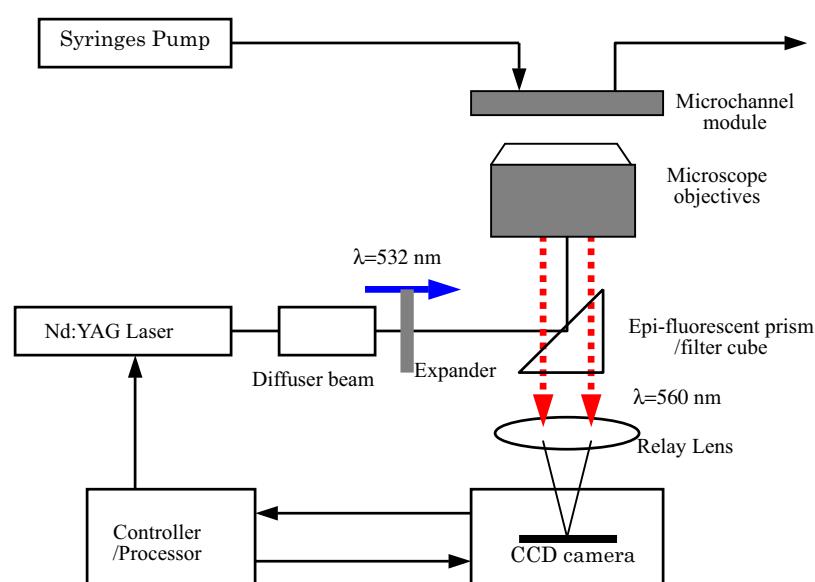 Syringes Pump
Microchannel
module
Microscope
objectives
λ=532 nm
Nd:YAG Laser
Diffuser beam
Expander
Epi-fluorescent prism
/filter cube
λ=560 nm
Relay Lens
Controller
/Processor
CCD camera